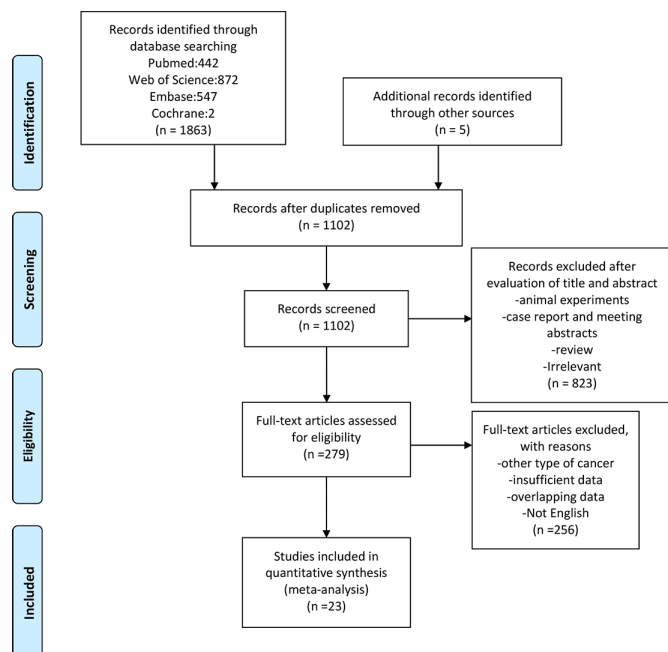 Identification
Records identified through
database searching
Pubmed:442
Web of Science:872
Embase:547
Cochrane:2
(n = 1863)
Additional records identified
through other sources
(n = 5)
Records after duplicates removed
(n = 1102)
Screening
Records screened
(n = 1102)
Records excluded after
evaluation of title and abstract
-animal experiments
-case report and meeting
abstracts
-review
-Irrelevant
(n = 823)
Eligibility
Full-text articles assessed
for eligibility
(n =279)
Full-text articles excluded,
with reasons
-other type of cancer
-insufficient data
-overlapping data
-Not English
(n =256)
Included
Studies included in
quantitative synthesis
(meta-analysis)
(n =23)